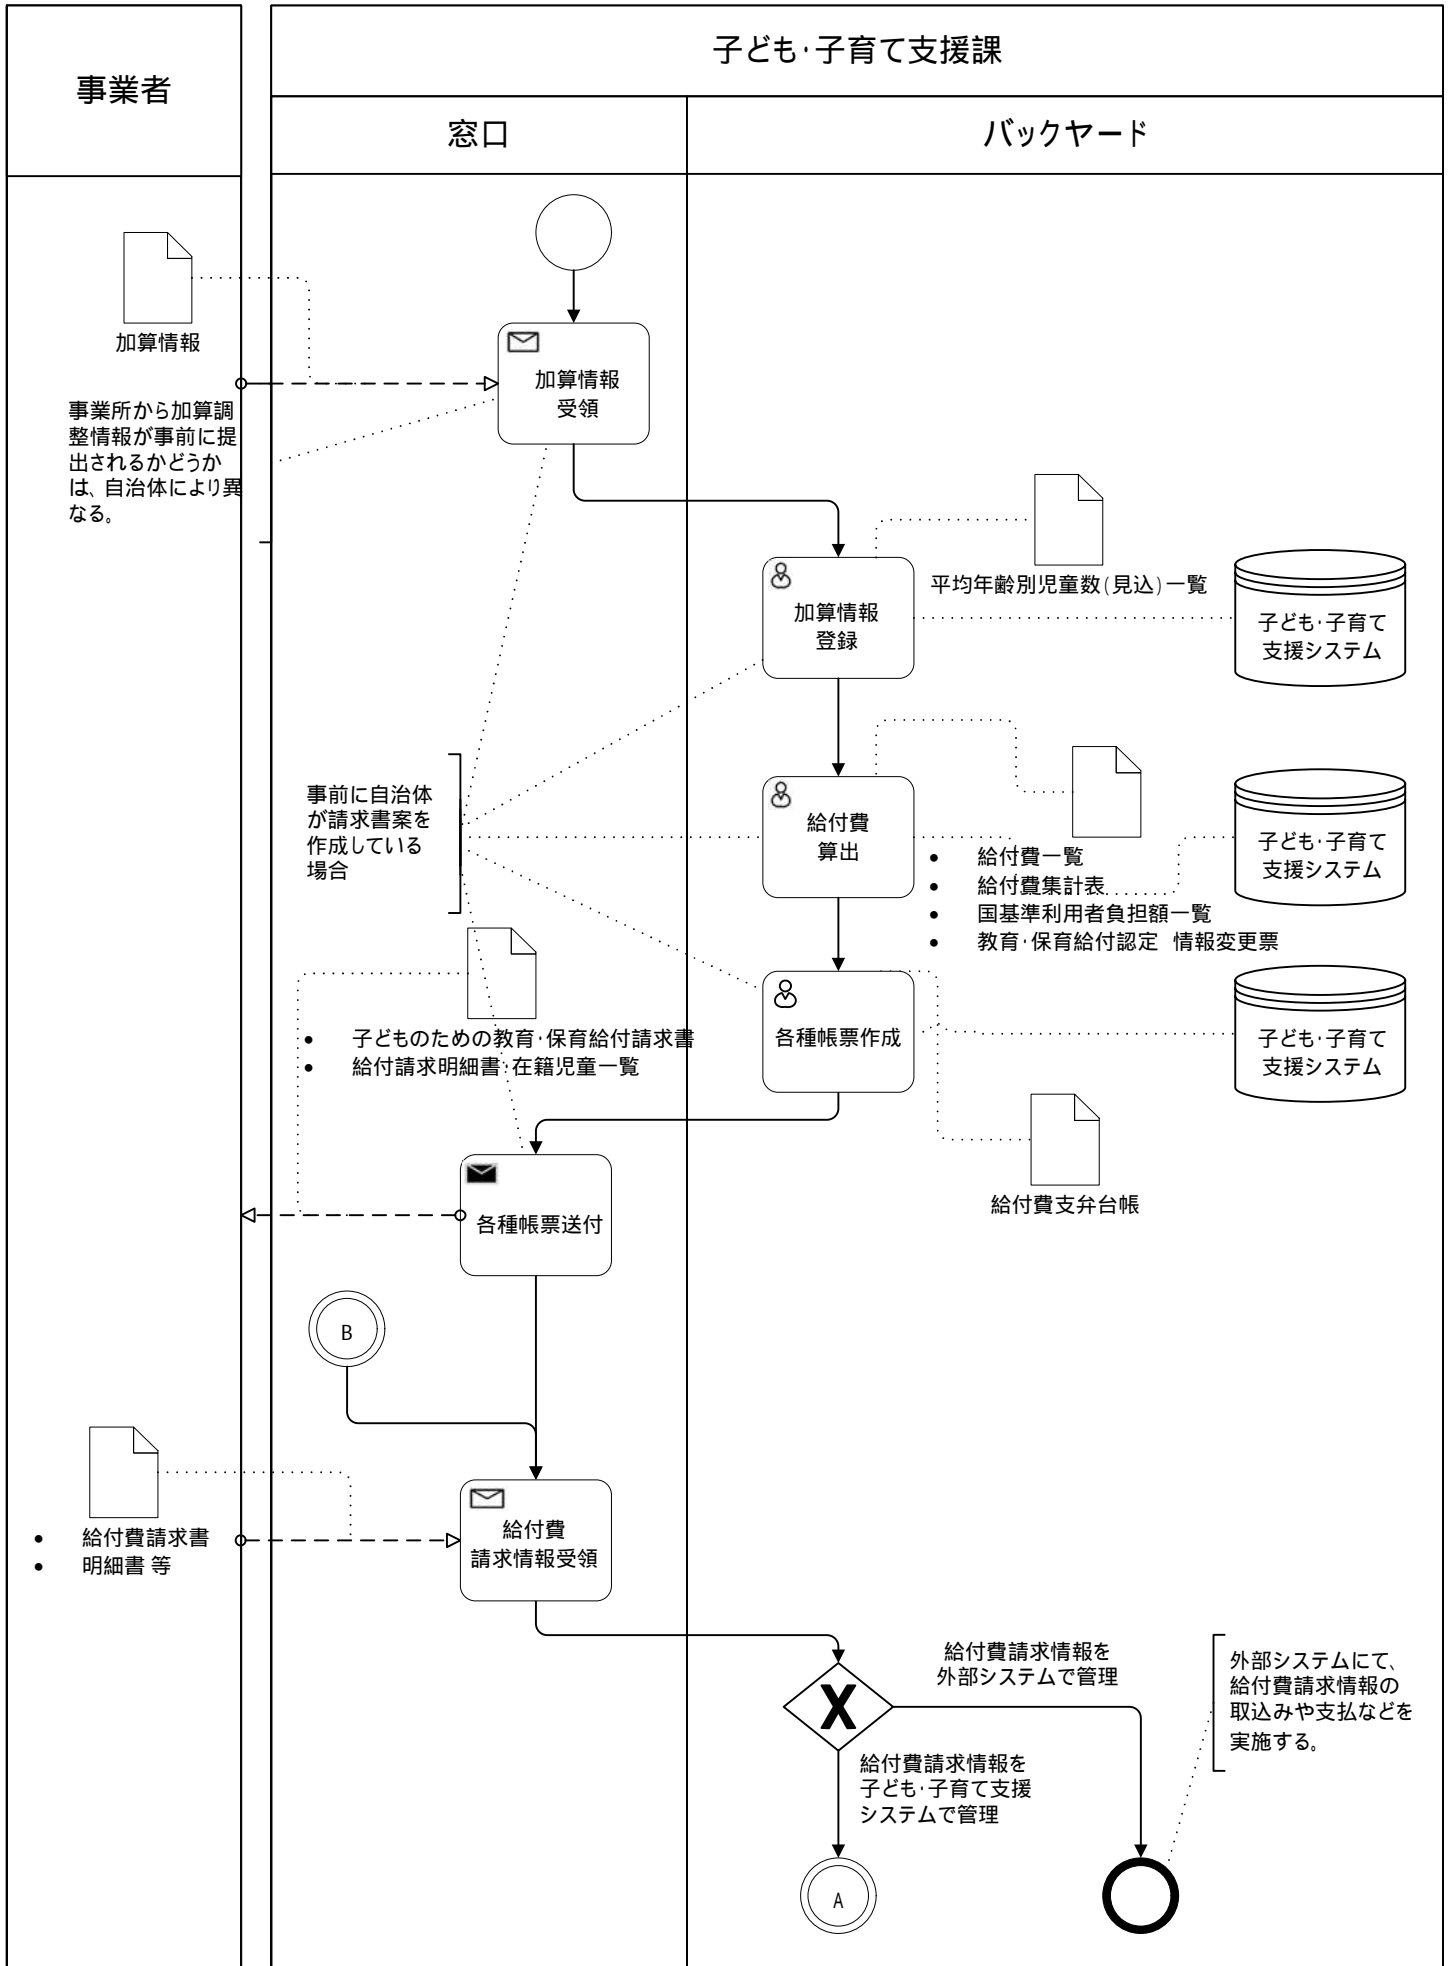 子ども・子育て支援課
事業者
窓口
バックヤード
加算情報
加算情報
受領
事業所から加算調
整情報が事前に提
出されるかどうか
は、自治体により異
なる。
平均年齢別児童数(見込)一覧
加算情報
登録
子ども・子育て
支援システム
事前に自治体
が請求書案を
作成している
場合
給付費
算出
子ども・子育て
支援システム
• 給付費一覧
• 給付費集計表
• 国基準利用者負担額一覧
• 教育・保育給付認定 情報変更票
• 子どものための教育・保育給付請求書
• 給付請求明細書 在籍児童一覧
各種帳票作成
子ども・子育て
支援システム
給付費支弁台帳
各種帳票送付
B
• 給付費請求書
• 明細書 等
給付費
請求情報受領
給付費請求情報を
外部システムで管理
外部システムにて、
給付費請求情報の
取込みや支払などを
実施する。
X
給付費請求情報を
子ども・子育て支援
システムで管理
A